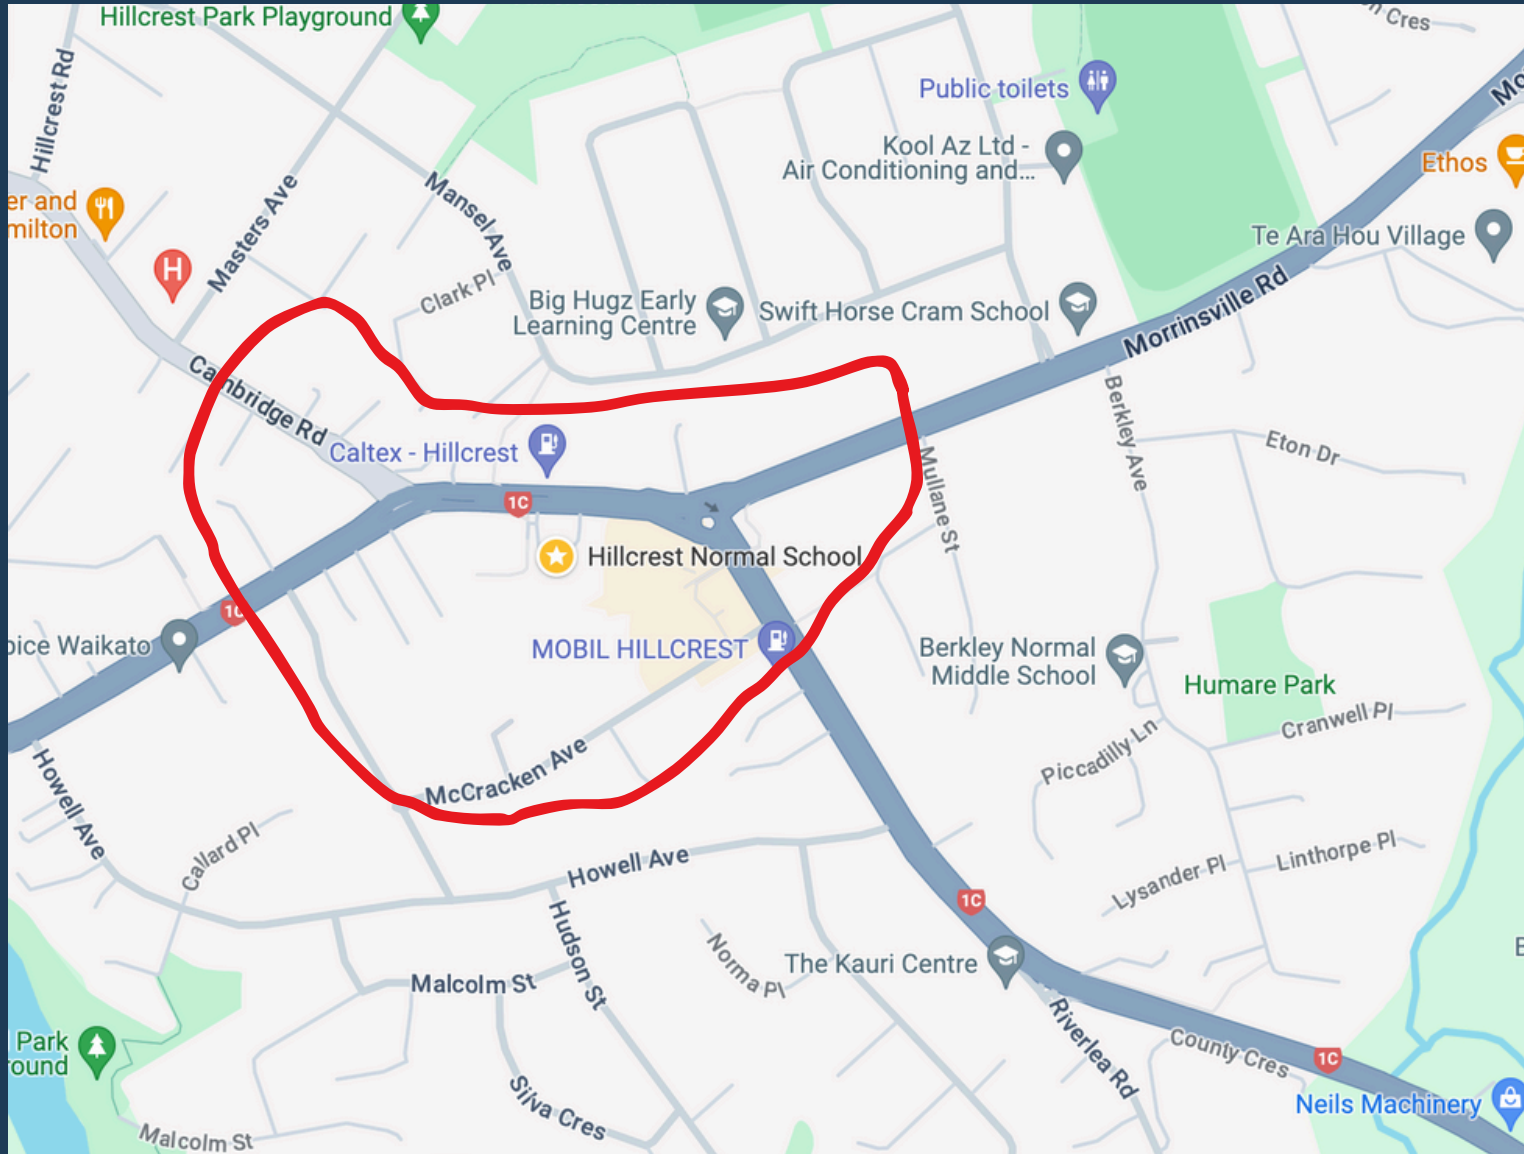 Hillcrest Park Playground
Cres
Hillcrest Rd
Public toilets
Mo
Kool Az Ltd -
Air Conditioning and...
Ethos
er and
milton
Masters Ave
Mansel Ave
Te Ara Hou Village
H
Clark Pl
Big Hugz Early
Learning Centre
Swift Horse Cram School
Morrinsville Rd
Cambridge Rd
Berkley Ave
Caltex - Hillcrest
Eton Dr
1C
Mullane St
Hillcrest Normal School
1C
pice Waikato
MOBIL HILLCREST
Berkley Normal
Middle School
Humare Park
Cranwell Pl
Piccadilly Ln
McCracken Ave
Howell Ave
Callard Pl
Howell Ave
Linthorpe Pl
Lysander Pl
1C
Hudson St
Norma Pl
The Kauri Centre
Malcolm St
Riverlea Rd
County Cres
1C
Park
round
Silva Cres
Neils Machinery
Malcolm St